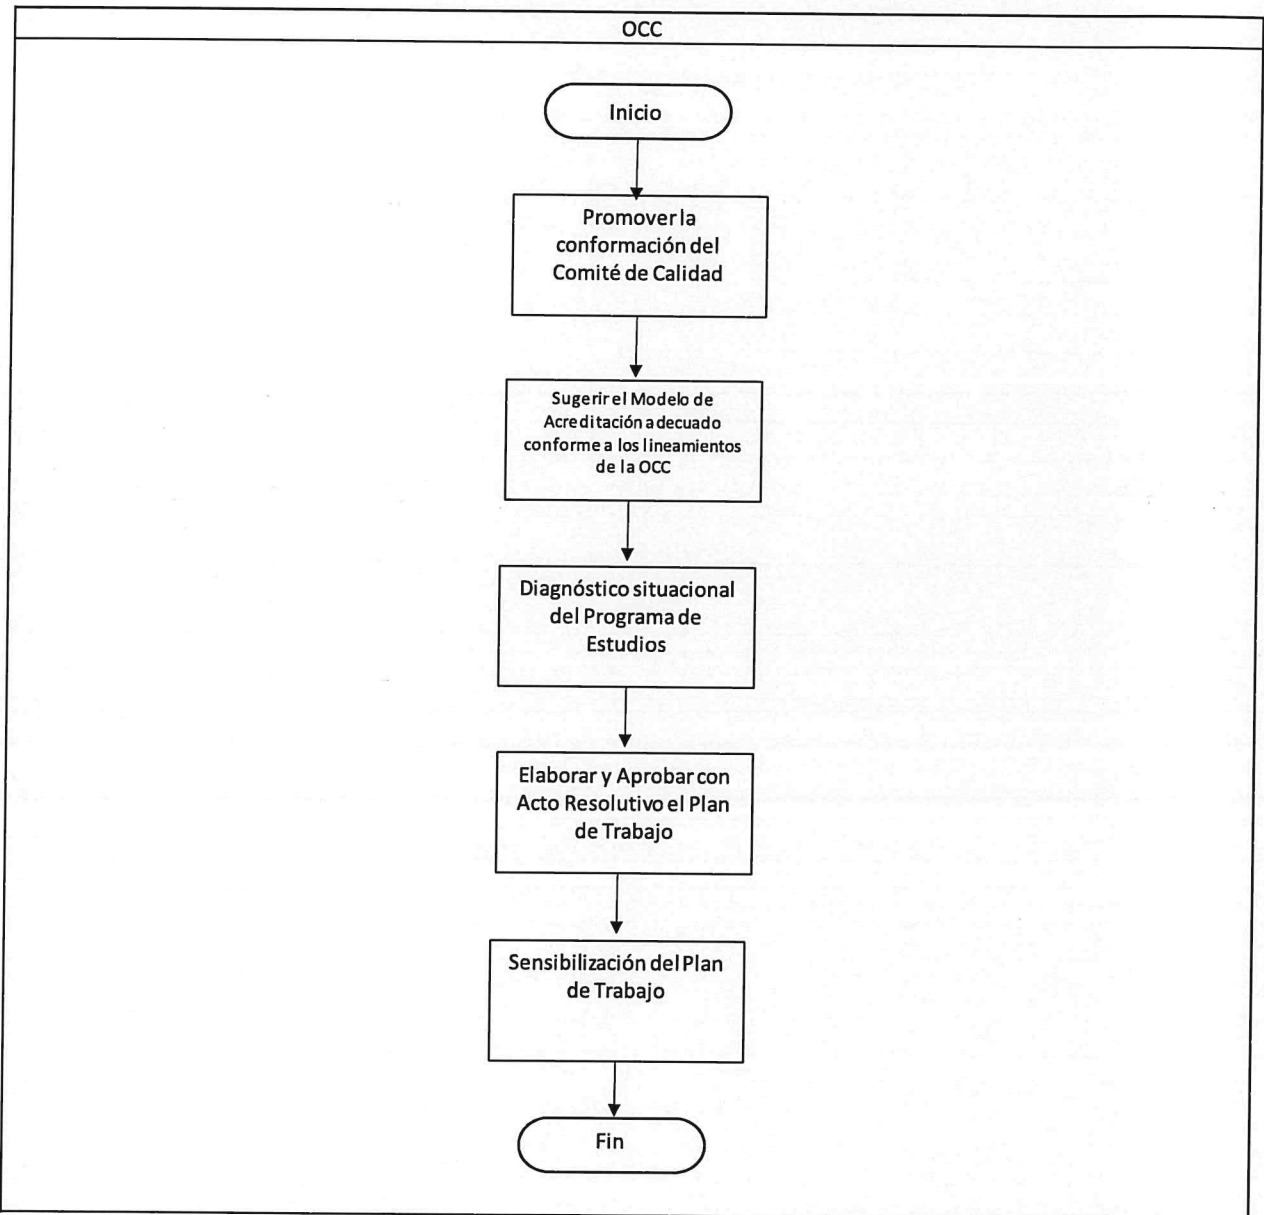 OCC
Inicio
Promover la
conformación del
Comité de Calidad
Sugerir el Modelo de
Acreditación adecuado
conforme a los lineamientos
de la OCC
Diagnóstico situacional
del Programa de
Estudios
Elaborar y Aprobar con
Acto Resolutivo el Plan
de Trabajo
Sensibilización del Plan
de Trabajo
Fin